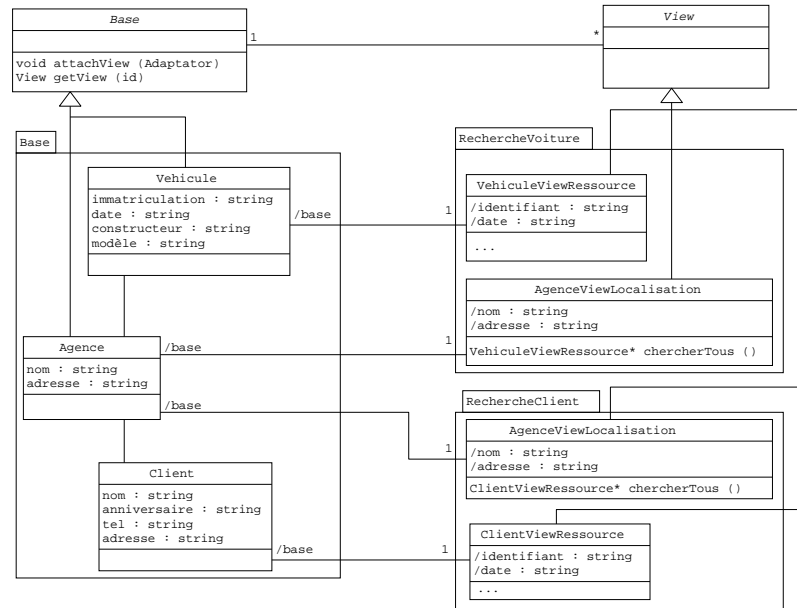 Base
void attachView (Adaptator)
View getView (id)
1
*
View
Base
Vehicule
immatriculation : string
date : string
constructeur : string
modèle : string
/base
1
RechercheVoiture
VehiculeViewRessource
/identifiant : string
/date : string
...
AgenceViewLocalisation
/nom : string
/adresse : string
VehiculeViewRessource* chercherTous ()
Agence
nom : string
adresse : string
/base
1
/base
1
RechercheClient
AgenceViewLocalisation
/nom : string
/adresse : string
ClientViewRessource* chercherTous ()
Client
nom : string
anniversaire : string
tel : string
adresse : string
/base
1
ClientViewRessource
/identifiant : string
/date : string
...